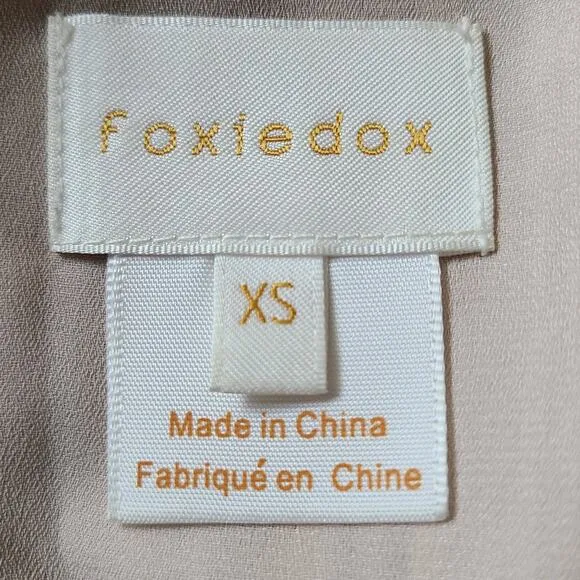 foxiedox
XS
Made in China
Fabriqué en Chine